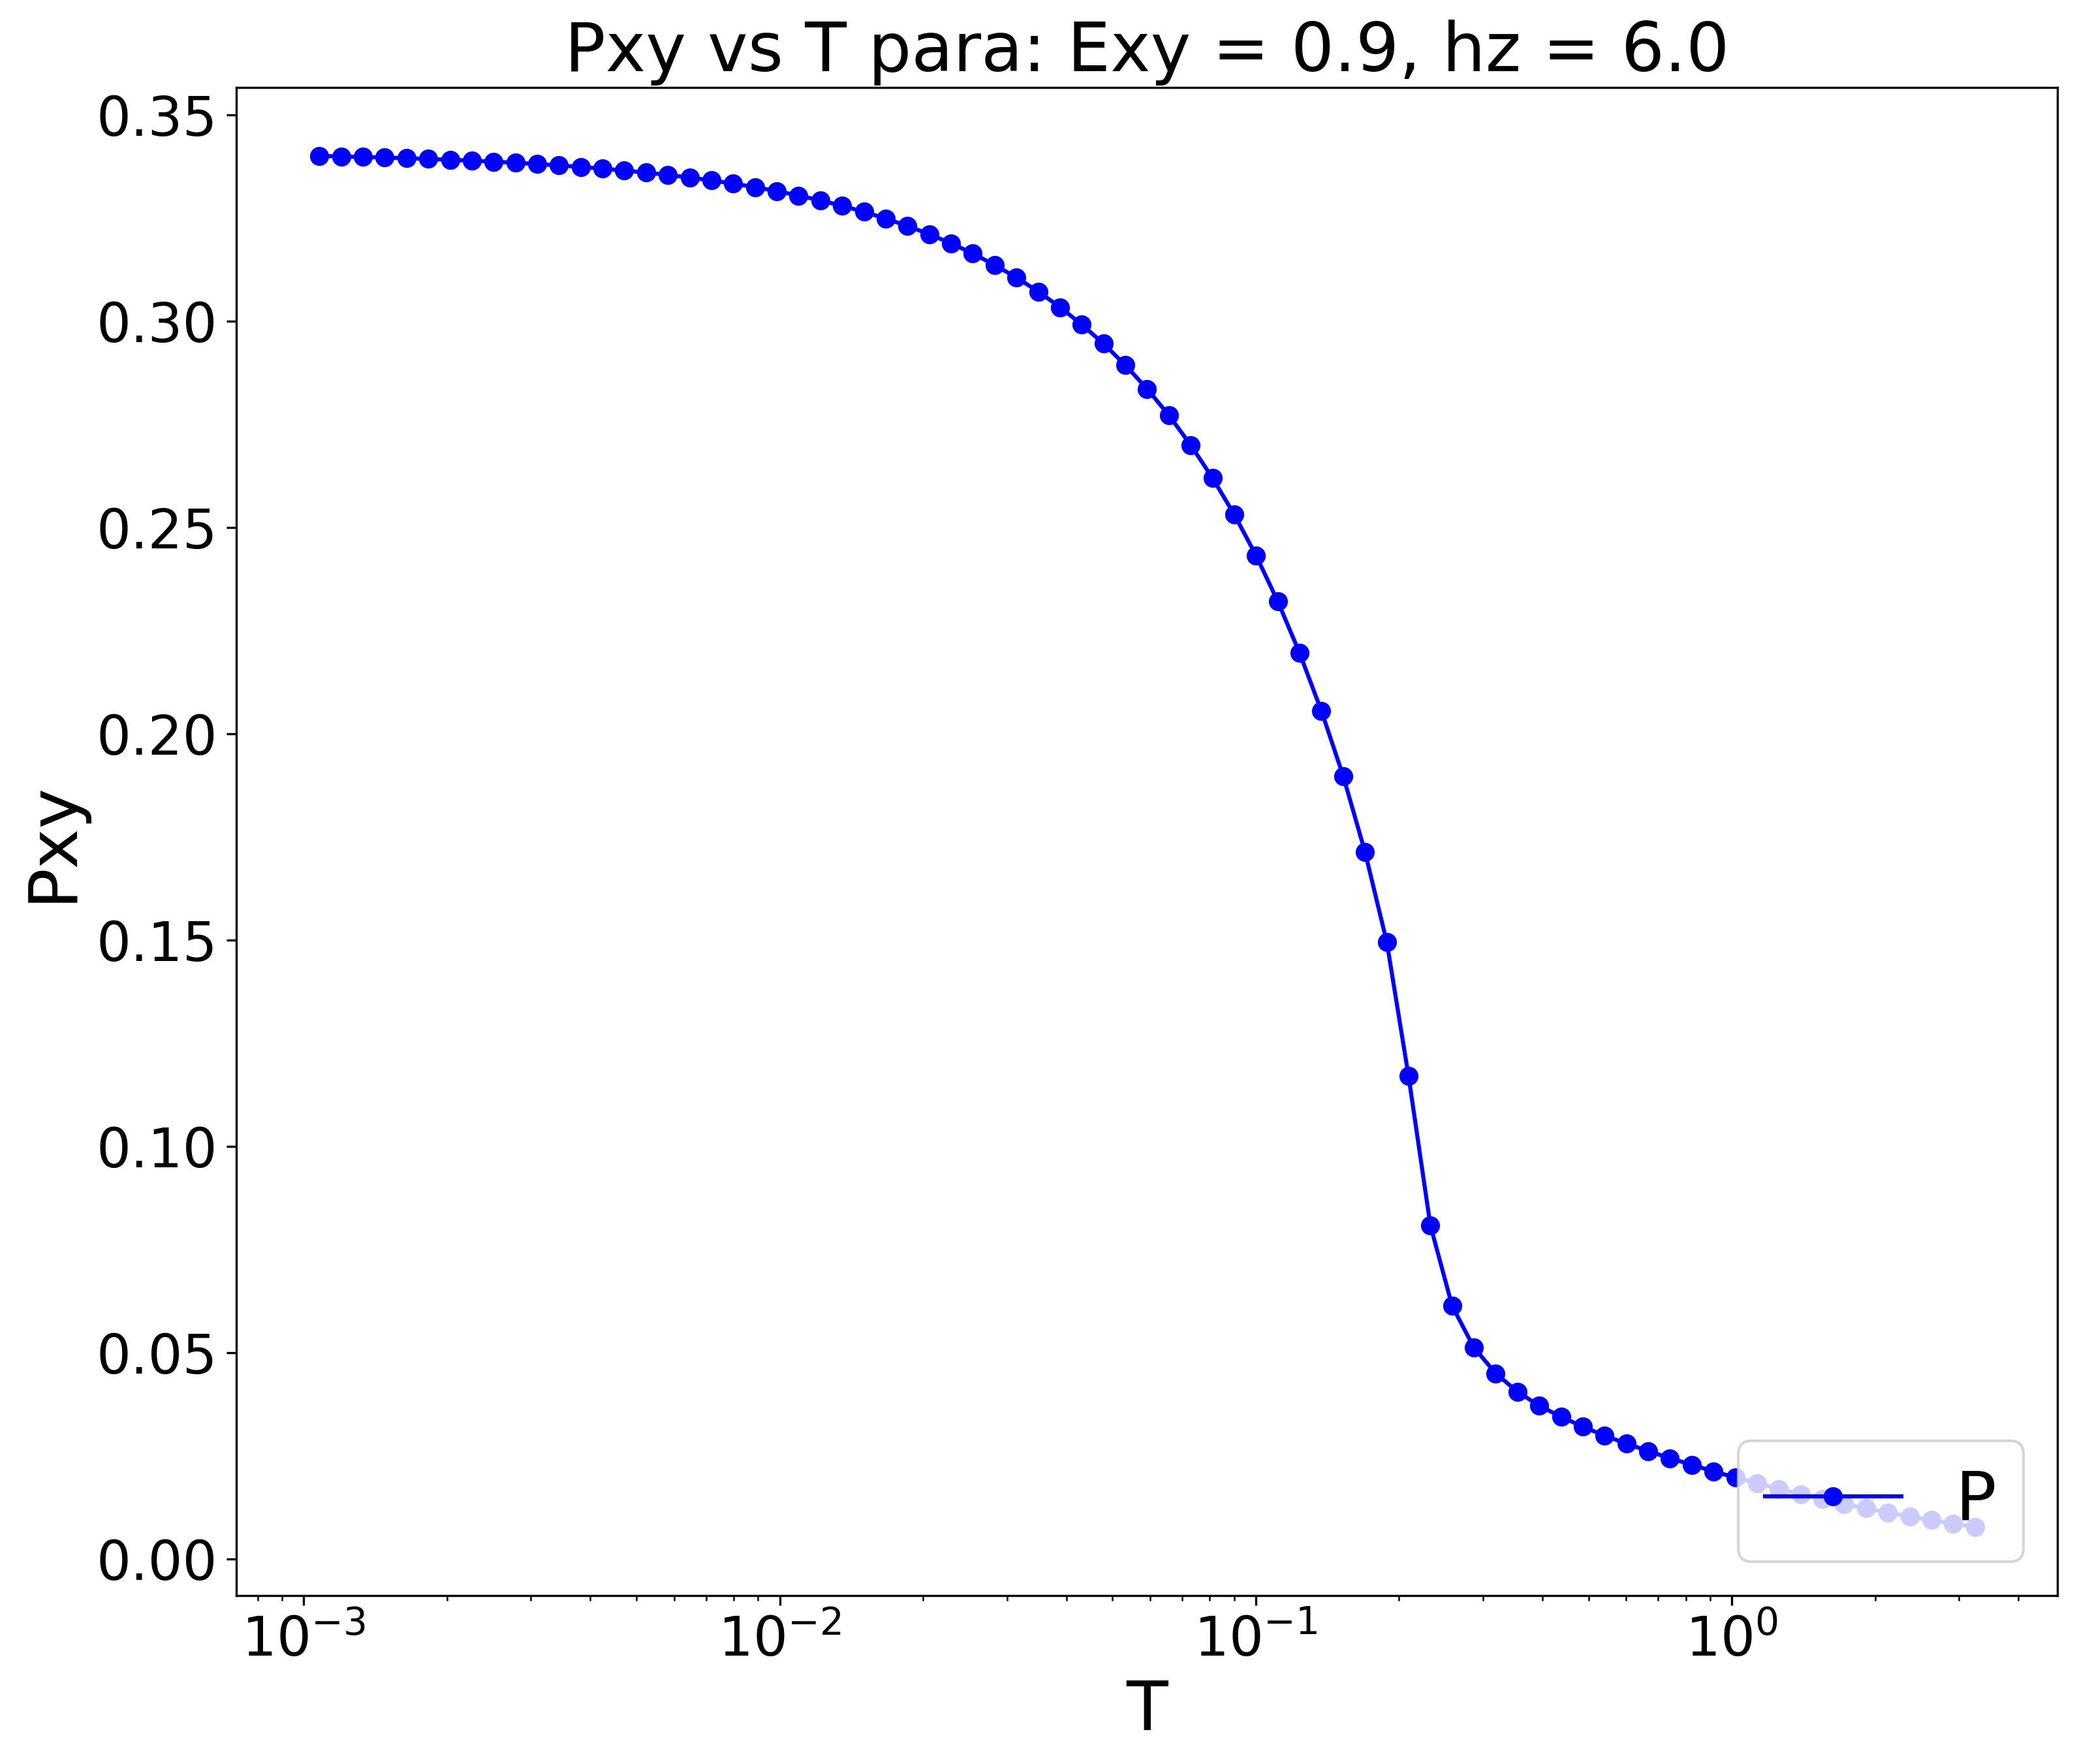 Pxy vs T para: Exy = 0.9, hz = 6.0
0.35
0.30
0.25
0.20
0.15
0.10
0.05
0.00
Pxy
P
10⁻³ 10⁻² 10⁻¹ 10⁰
T